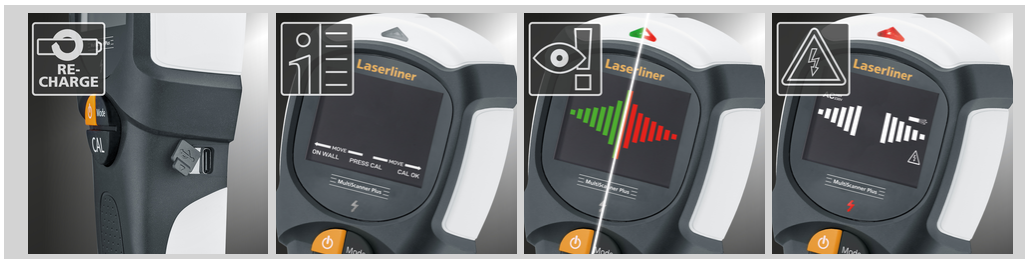 RE-
CHARGE
Mode
CAL
Laserliner
MOVE
MOVE
ON WALL
PRESS CAL
CAL OK
MultiScanner Plus
Mode
Laserliner
MultiScanner Plus
Mode
Laserliner
MultiScanner Plus
Mode